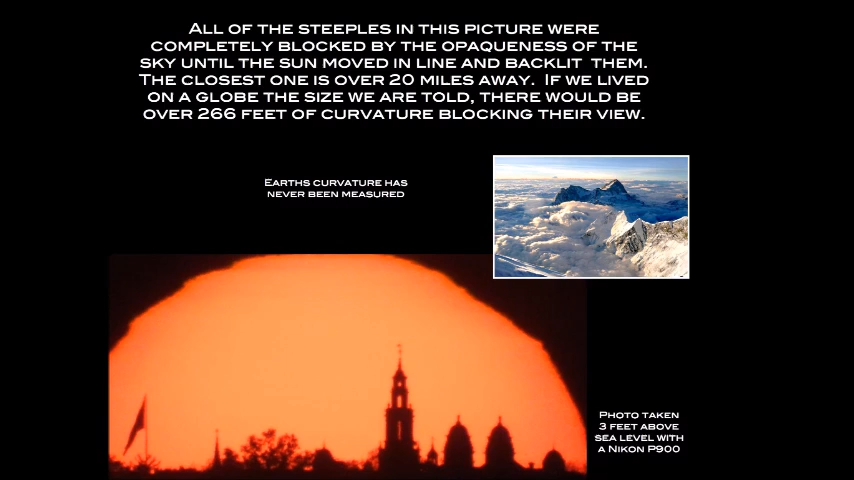 All of the steeples in this picture were
completely blocked by the opaqueness of the
sky until the sun moved in line and backlit them.
The closest one is over 20 miles away. If we lived
on a globe the size we are told, there would be
over 266 feet of curvature blocking their view.
Earths curvature has
never been measured
Photo taken
3 feet above
sea level with
a Nikon P900